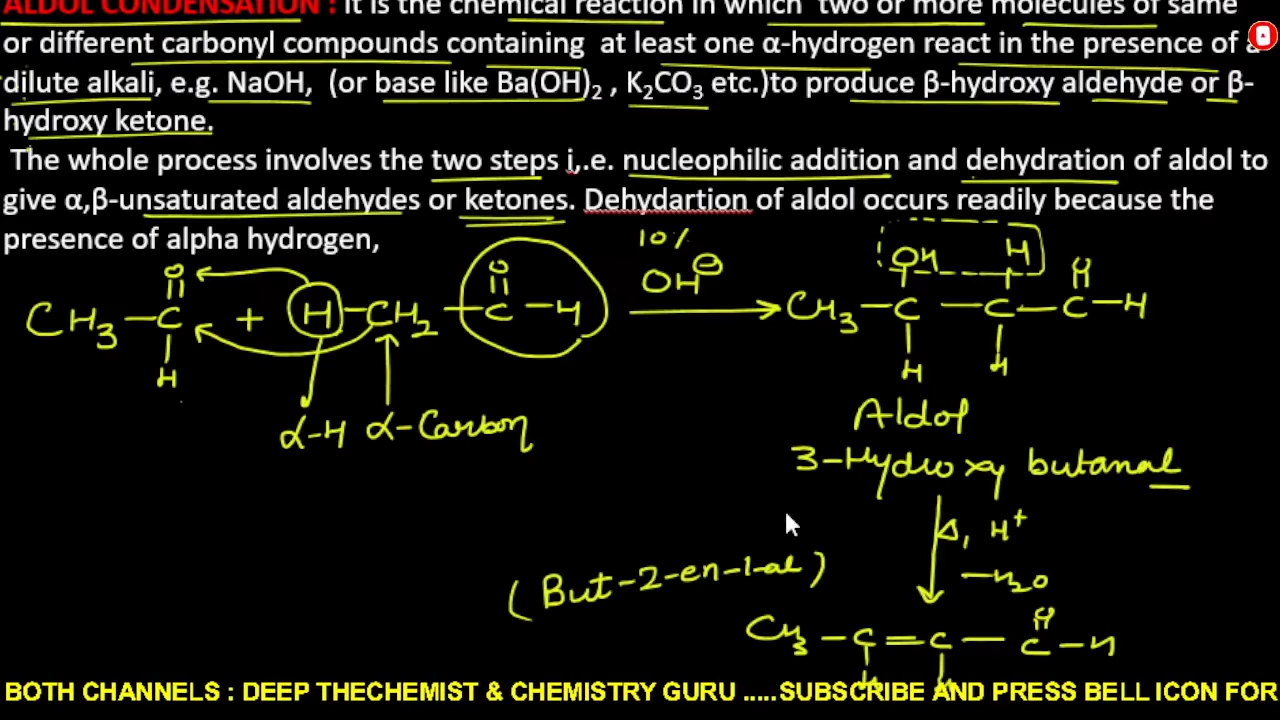 ALDOL CONDENSATION : It is the chemical reaction in which two or more molecules of same
or different carbonyl compounds containing at least one α-hydrogen react in the presence of a
dilute alkali, e.g. NaOH, (or base like Ba(OH)₂ , K₂CO₃ etc.)to produce β-hydroxy aldehyde or β-
hydroxy ketone.
The whole process involves the two steps i,.e. nucleophilic addition and dehydration of aldol to
give α,β-unsaturated aldehydes or ketones. Dehydartion of aldol occurs readily because the
presence of alpha hydrogen,
O O 10% OH H O
|| || OH⊖ | | ||
CH₃ – C + H – CH₂ – C – H → CH₃ – C – C – C – H
| | |
H H H
α-H α-Carbon Aldol
3-Hydroxy butanal
Δ, H⁺
(But-2-en-1-al) –H₂O
O
||
CH₃ – C = C – C – H
| |
H H
BOTH CHANNELS : DEEP THECHEMIST & CHEMISTRY GURU .....SUBSCRIBE AND PRESS BELL ICON FOR